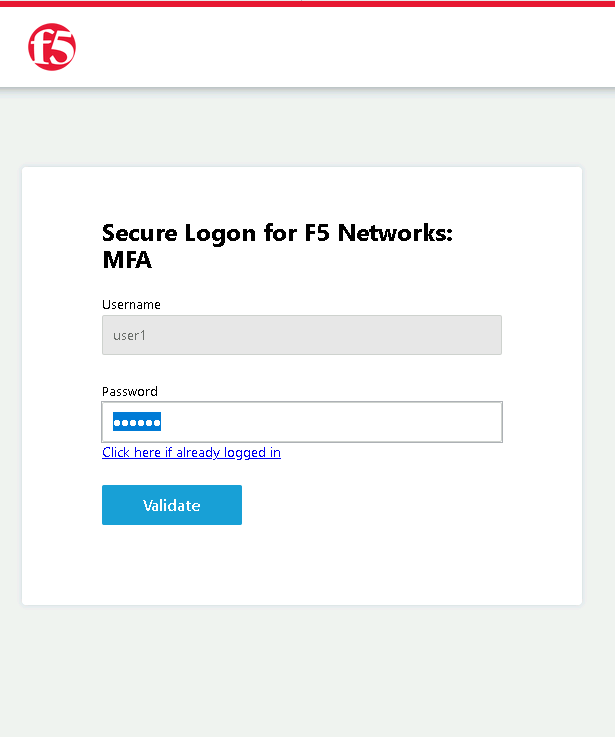 f5
Secure Logon for F5 Networks:
MFA
Username
user1
Password
••••••
Click here if already logged in
Validate